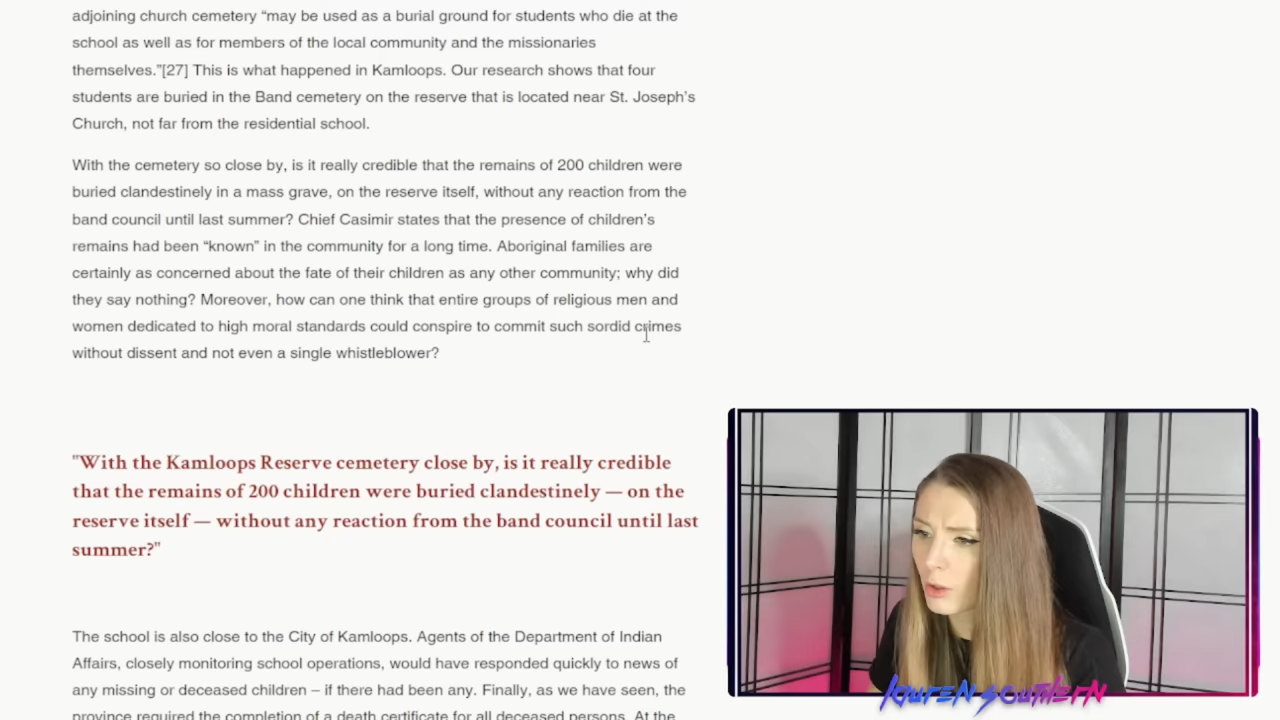 adjoining church cemetery “may be used as a burial ground for students who die at the
school as well as for members of the local community and the missionaries
themselves.”[27] This is what happened in Kamloops. Our research shows that four
students are buried in the Band cemetery on the reserve that is located near St. Joseph’s
Church, not far from the residential school.
With the cemetery so close by, is it really credible that the remains of 200 children were
buried clandestinely in a mass grave, on the reserve itself, without any reaction from the
band council until last summer? Chief Casimir states that the presence of children’s
remains had been “known” in the community for a long time. Aboriginal families are
certainly as concerned about the fate of their children as any other community; why did
they say nothing? Moreover, how can one think that entire groups of religious men and
women dedicated to high moral standards could conspire to commit such sordid crimes
without dissent and not even a single whistleblower?
"With the Kamloops Reserve cemetery close by, is it really credible
that the remains of 200 children were buried clandestinely — on the
reserve itself — without any reaction from the band council until last
summer?"
The school is also close to the City of Kamloops. Agents of the Department of Indian
Affairs, closely monitoring school operations, would have responded quickly to news of
any missing or deceased children – if there had been any. Finally, as we have seen, the
province required the completion of a death certificate for all deceased persons. At the
lauren southern